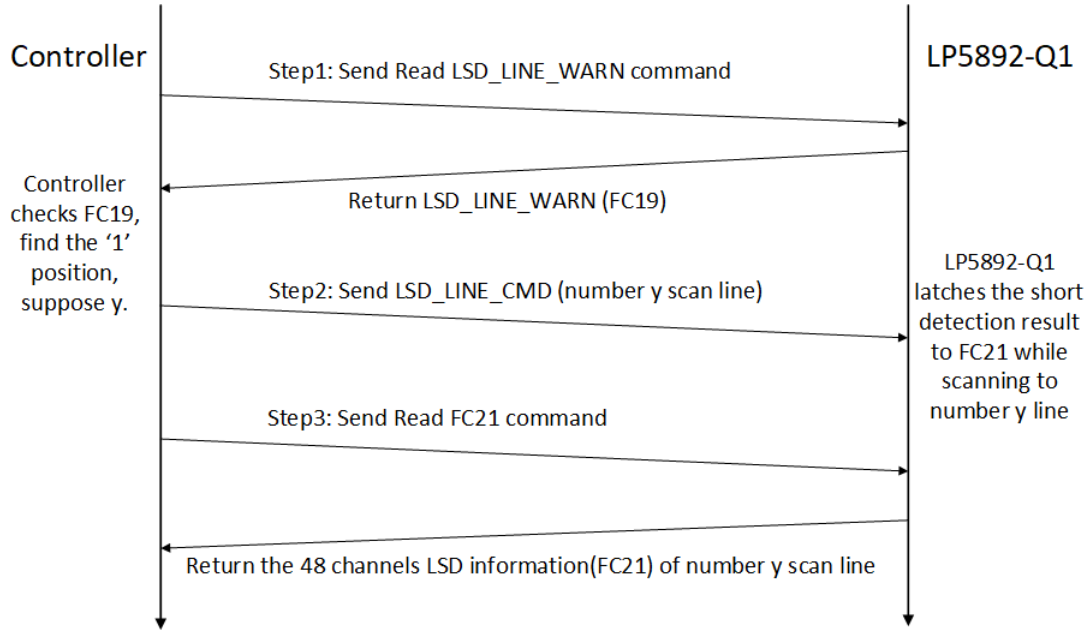 Controller
LP5892-Q1
Step1: Send Read LSD_LINE_WARN command
Return LSD_LINE_WARN (FC19)
Controller
checks FC19,
find the ‘1’
position,
suppose y.
Step2: Send LSD_LINE_CMD (number y scan line)
LP5892-Q1
latches the short
detection result
to FC21 while
scanning to
number y line
Step3: Send Read FC21 command
Return the 48 channels LSD information(FC21) of number y scan line